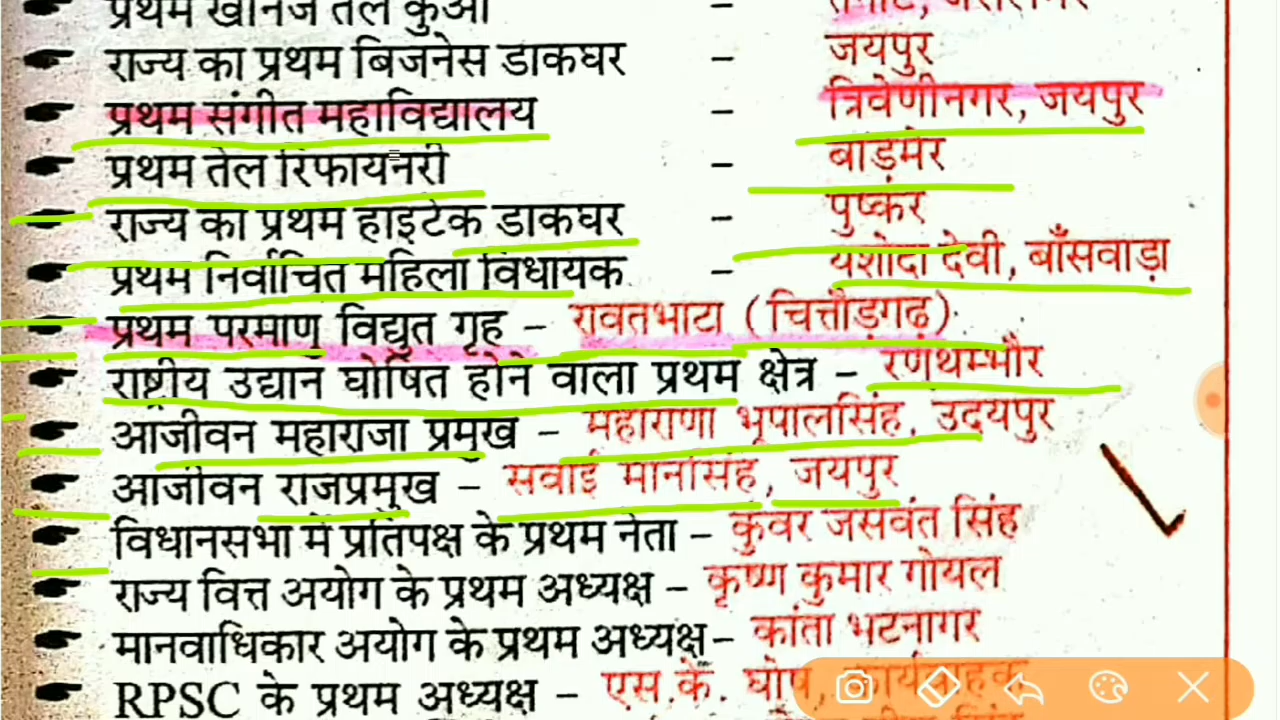 प्रथम खनिज तेल कुआँ -
राज्य का प्रथम बिजनेस डाकघर - जयपुर
प्रथम संगीत महाविद्यालय - त्रिवेणीनगर, जयपुर
प्रथम तेल रिफायनरी - बाड़मेर
राज्य का प्रथम हाइटेक डाकघर - पुष्कर
प्रथम निर्वाचित महिला विधायक - यशोदा देवी, बाँसवाड़ा
प्रथम परमाणु विद्युत गृह - रावतभाटा (चित्तौड़गढ़)
राष्ट्रीय उद्यान घोषित होने वाला प्रथम क्षेत्र - रणथम्भौर
आजीवन महाराजा प्रमुख - महाराणा भूपालसिंह, उदयपुर
आजीवन राजप्रमुख - सवाई मानसिंह, जयपुर
विधानसभा में प्रतिपक्ष के प्रथम नेता - कुंवर जसवंत सिंह
राज्य वित्त अयोग के प्रथम अध्यक्ष - कृष्ण कुमार गोयल
मानवाधिकार अयोग के प्रथम अध्यक्ष- कांता भटनागर
RPSC के प्रथम अध्यक्ष - एस.के. घोष,